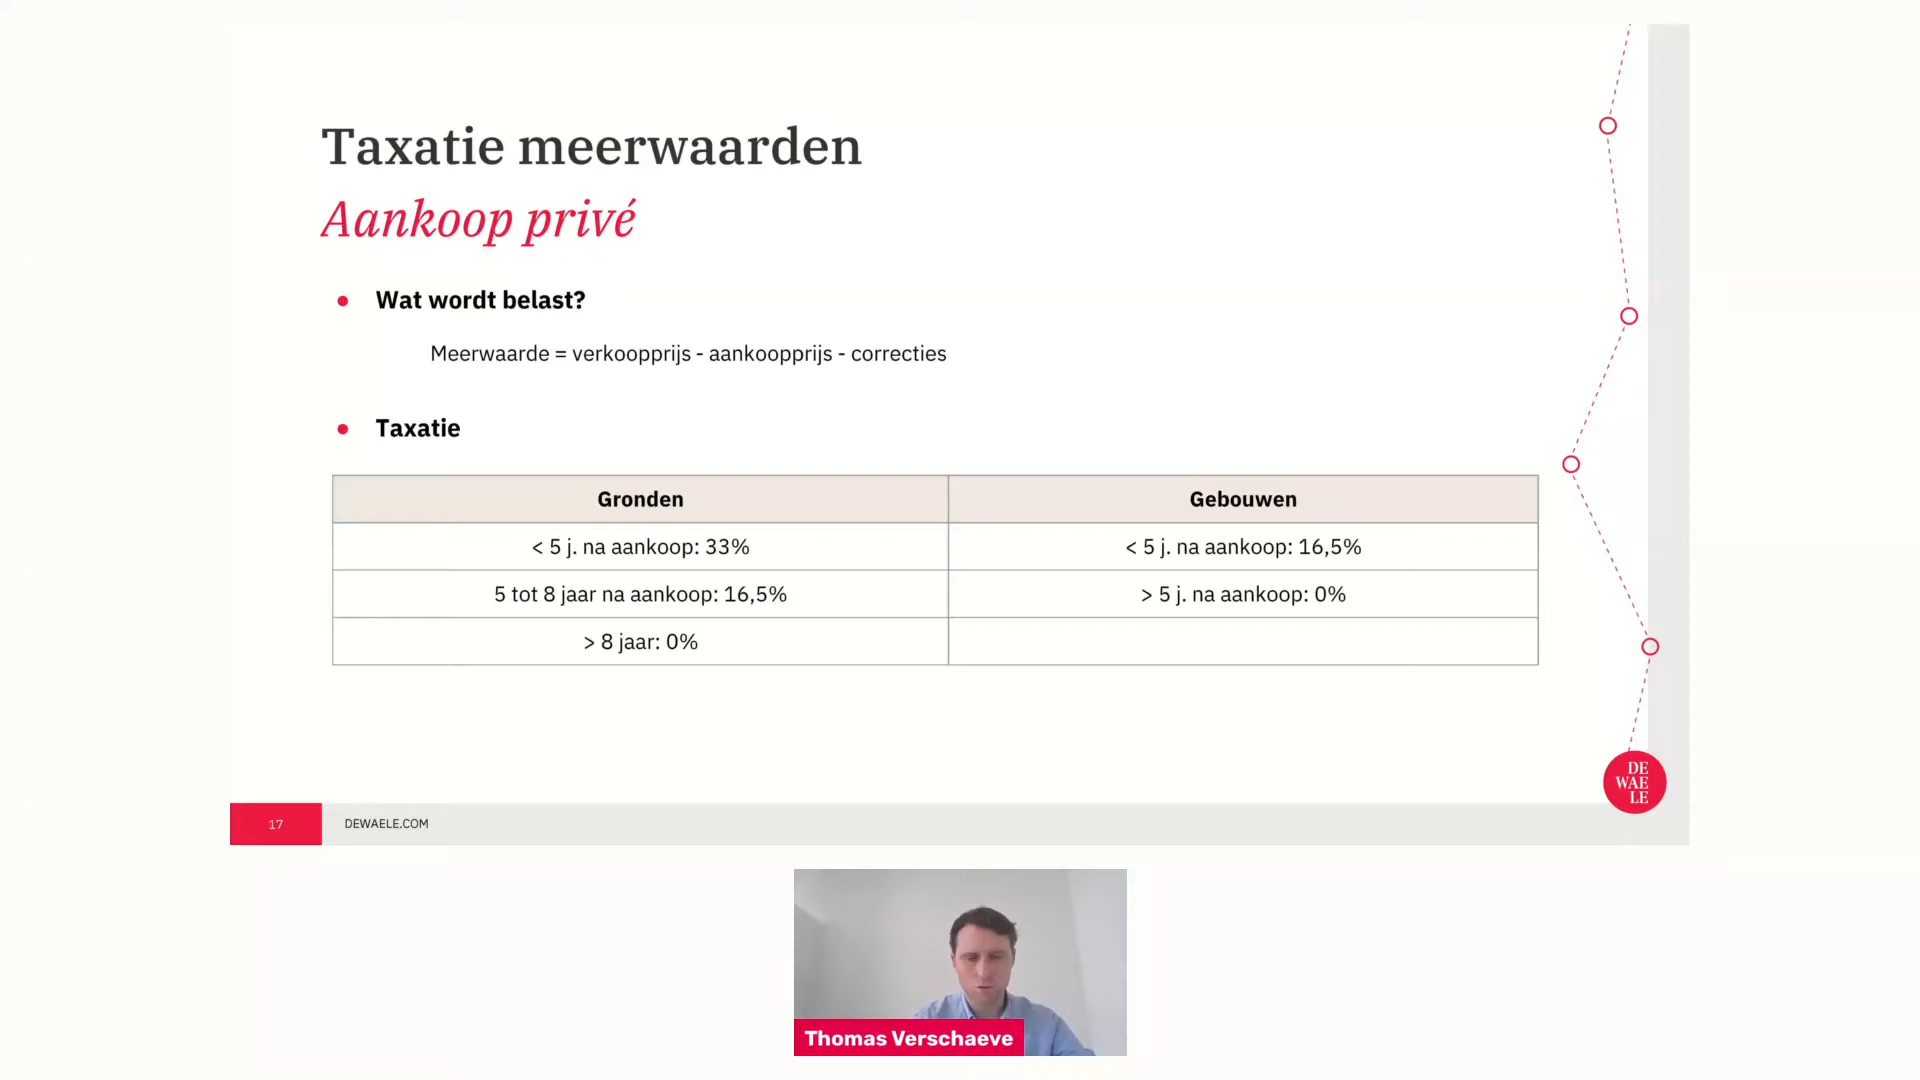 Taxatie meerwaarden
Aankoop privé
• Wat wordt belast?
Meerwaarde = verkoopprijs - aankoopprijs - correcties
• Taxatie
Gronden Gebouwen
< 5 j. na aankoop: 33% < 5 j. na aankoop: 16,5%
5 tot 8 jaar na aankoop: 16,5% > 5 j. na aankoop: 0%
> 8 jaar: 0%
DE
WAE
LE
17 DEWAELE.COM
Thomas Verschaeve